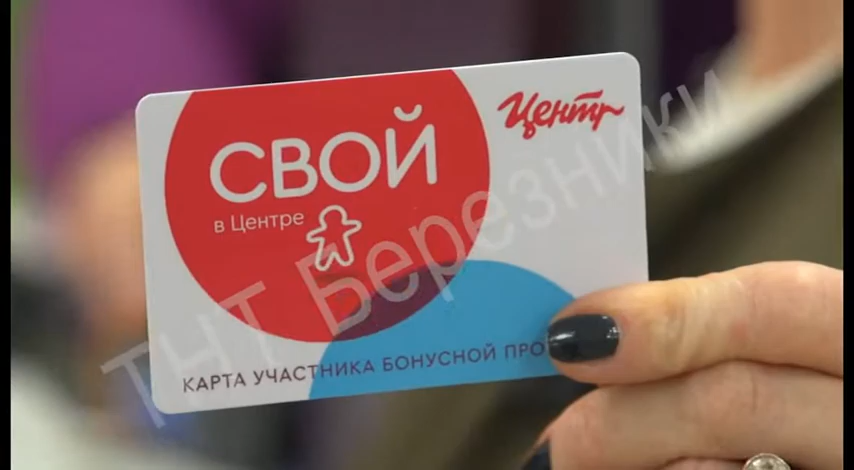 СВОЙ
в Центре
Центр
КАРТА УЧАСТНИКА БОНУСНОЙ ПРО
ТНТ Березники